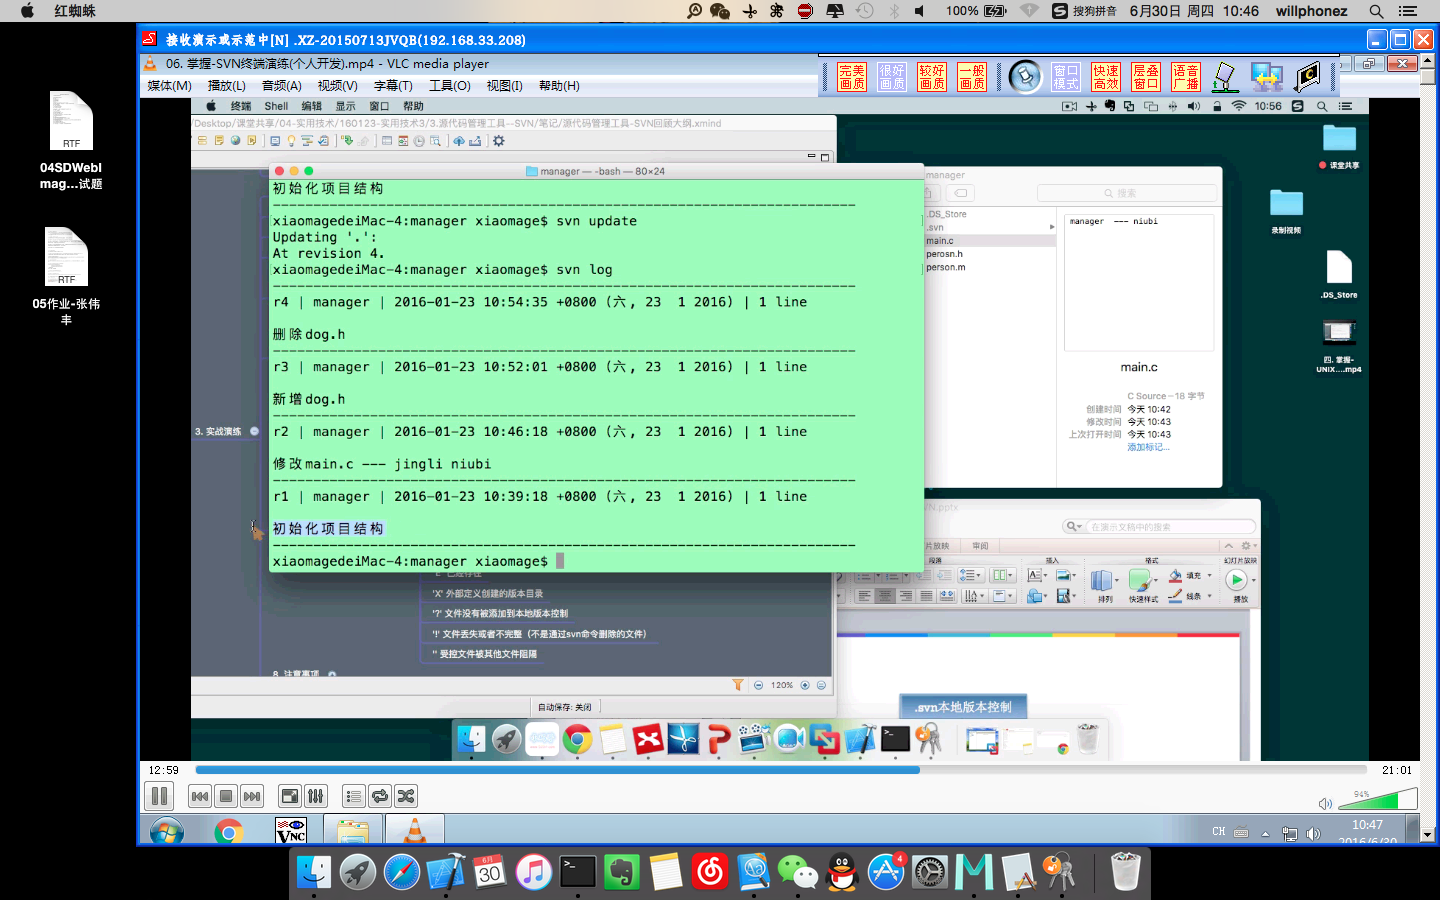 红蜘蛛
100%
搜狗拼音
6月30日 周四 10:46
willphonez
接收演示或示范中[N] .XZ-20150713JVQB(192.168.33.208)
06. 掌握-SVN终端演练(个人开发).mp4 - VLC media player
完美画质
很好画质
较好画质
一般画质
窗口模式
快速高效
层叠窗口
语音广播
媒体(M) 播放(L) 音频(A) 视频(V) 字幕(T) 工具(O) 视图(I) 帮助(H)
终端 Shell 编辑 显示 窗口 帮助
10:56
/Desktop/课堂共享/04-实用技术/160123-实用技术3/3.源代码管理工具--SVN/笔记/源代码管理工具-SVN回顾大纲.xmind
manager — -bash — 80×24
初始化项目结构
------------------------------------------------------------------------
xiaomagedeiMac-4:manager xiaomage$ svn update
Updating '.':
At revision 4.
xiaomagedeiMac-4:manager xiaomage$ svn log
------------------------------------------------------------------------
r4 | manager | 2016-01-23 10:54:35 +0800 (六, 23  1 2016) | 1 line
删除dog.h
------------------------------------------------------------------------
r3 | manager | 2016-01-23 10:52:01 +0800 (六, 23  1 2016) | 1 line
新增dog.h
------------------------------------------------------------------------
r2 | manager | 2016-01-23 10:46:18 +0800 (六, 23  1 2016) | 1 line
修改main.c --- jingli niubi
------------------------------------------------------------------------
r1 | manager | 2016-01-23 10:39:18 +0800 (六, 23  1 2016) | 1 line
初始化项目结构
------------------------------------------------------------------------
xiaomagedeiMac-4:manager xiaomage$
3. 实战演练
'X' 外部定义创建的版本目录
'?' 文件没有被添加到本地版本控制
'!' 文件丢失或者不完整（不是通过svn命令删除的文件）
'~' 受控文件被其他文件阻隔
8. 注意事项
120%
自动保存: 关闭
manager
搜索
.DS_Store
.svn
main.c
perosn.h
person.m
manager --- niubi
main.c
C Source - 18 字节
创建时间 今天 10:42
修改时间 今天 10:43
上次打开时间 今天 10:43
添加标记...
课堂共享
录制视频
.DS_Store
四. 掌握-
UNIX....mp4
VN.pptx
在演示文稿中搜索
片放映 审阅
段落 插入 格式 幻灯片放映
排列 快速样式 填充 线条 播放
.svn本地版本控制
12:59
21:01
94%
CH
10:47
2016/6/30
RTF
04SDWebI
mag...试题
RTF
05作业-张伟
丰
6月
30
4